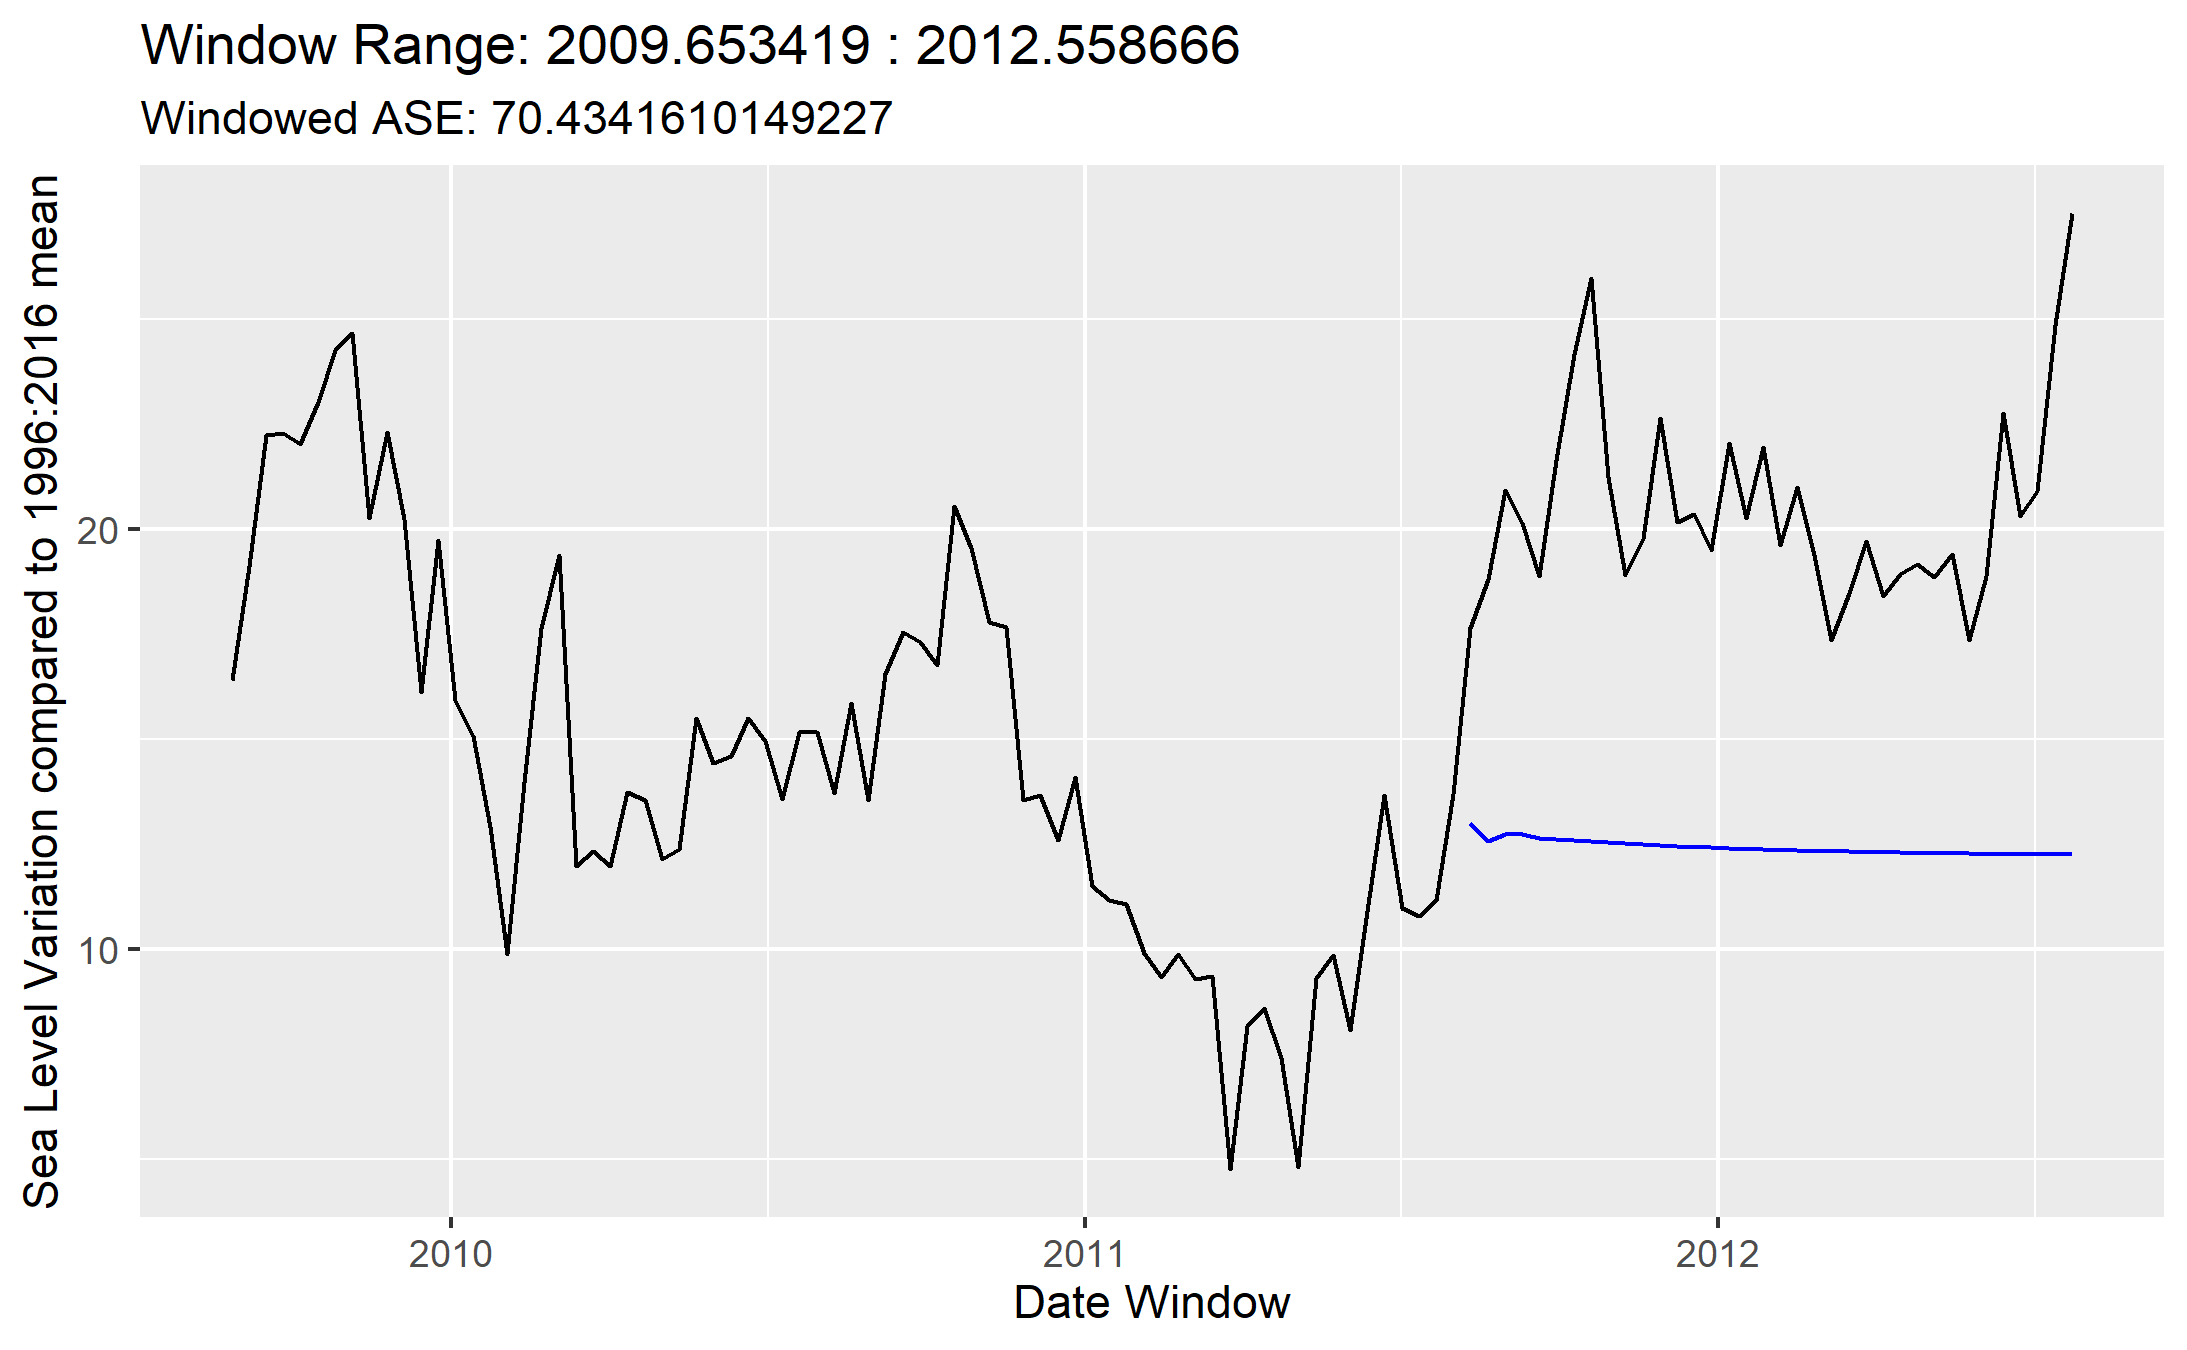 Window Range: 2009.653419 : 2012.558666
Windowed ASE: 70.4341610149227
Sea Level Variation compared to 1996:2016 mean
20
10
2010
2011
2012
Date Window